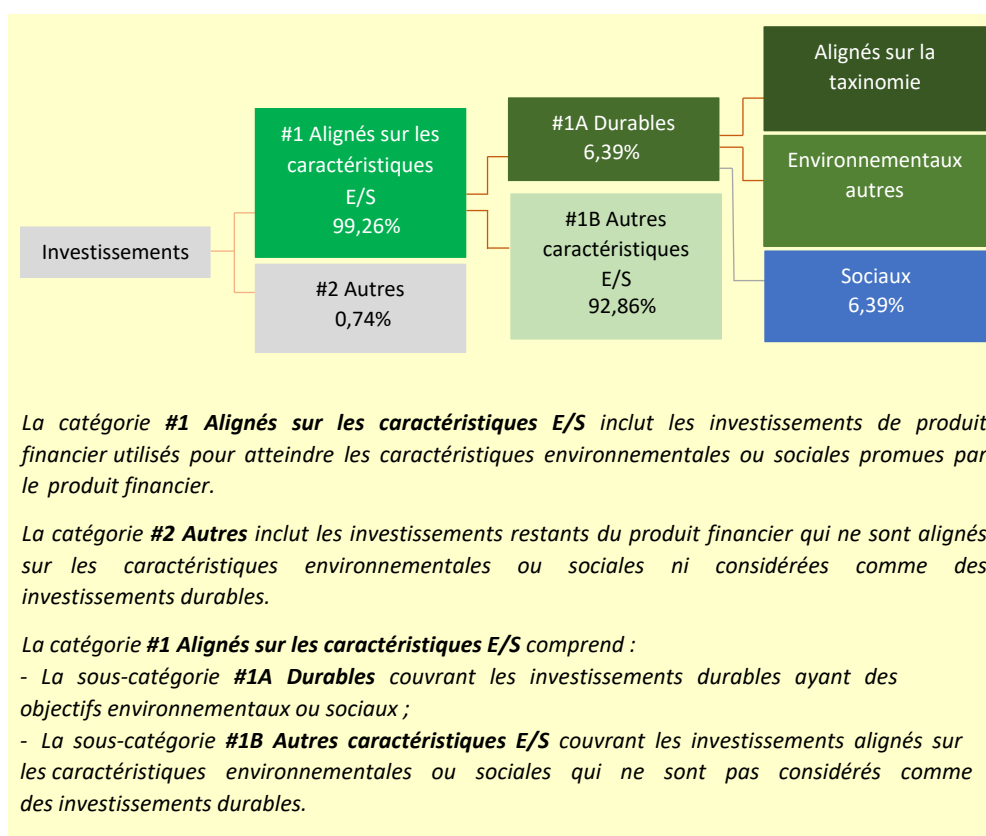 Investissements
#1 Alignés sur les
caractéristiques
E/S
99,26%
#2 Autres
0,74%
#1A Durables
6,39%
#1B Autres
caractéristiques
E/S
92,86%
Alignés sur la
taxinomie
Environnementaux
autres
Sociaux
6,39%
La catégorie #1 Alignés sur les caractéristiques E/S inclut les investissements de produit
financier utilisés pour atteindre les caractéristiques environnementales ou sociales promues par
le produit financier.
La catégorie #2 Autres inclut les investissements restants du produit financier qui ne sont alignés
sur les caractéristiques environnementales ou sociales ni considérées comme des
investissements durables.
La catégorie #1 Alignés sur les caractéristiques E/S comprend :
- La sous-catégorie #1A Durables couvrant les investissements durables ayant des
objectifs environnementaux ou sociaux ;
- La sous-catégorie #1B Autres caractéristiques E/S couvrant les investissements alignés sur
les caractéristiques environnementales ou sociales qui ne sont pas considérés comme
des investissements durables.